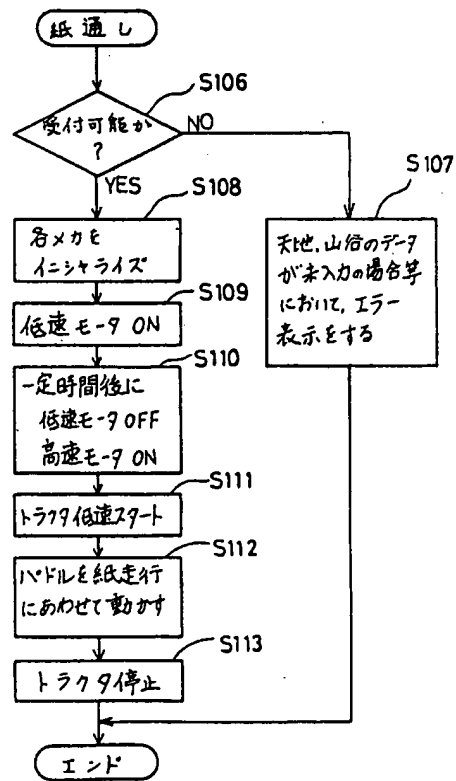 紙通し
S106
受付可能か
?
NO
YES
S107
天地、山谷のデータ
が未入力の場合等
において、エラー
表示をする
S108
各メカを
イニシャライズ
S109
低速モータ ON
S110
一定時間後に
低速モータ OFF
高速モータ ON
S111
トラクタ低速スタート
S112
パドルを紙走行
にあわせて動かす
S113
トラクタ停止
エンド